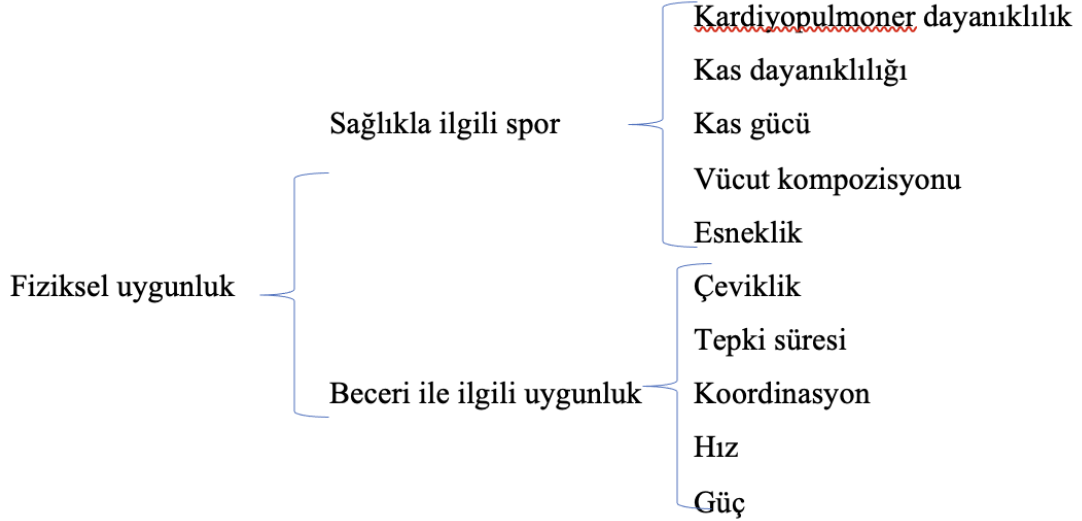 Kardiyopulmoner dayanıklılık
Kas dayanıklılığı
Sağlıkla ilgili spor
Kas gücü
Vücut kompozisyonu
Esneklik
Fiziksel uygunluk
Çeviklik
Tepki süresi
Beceri ile ilgili uygunluk
Koordinasyon
Hız
Güç